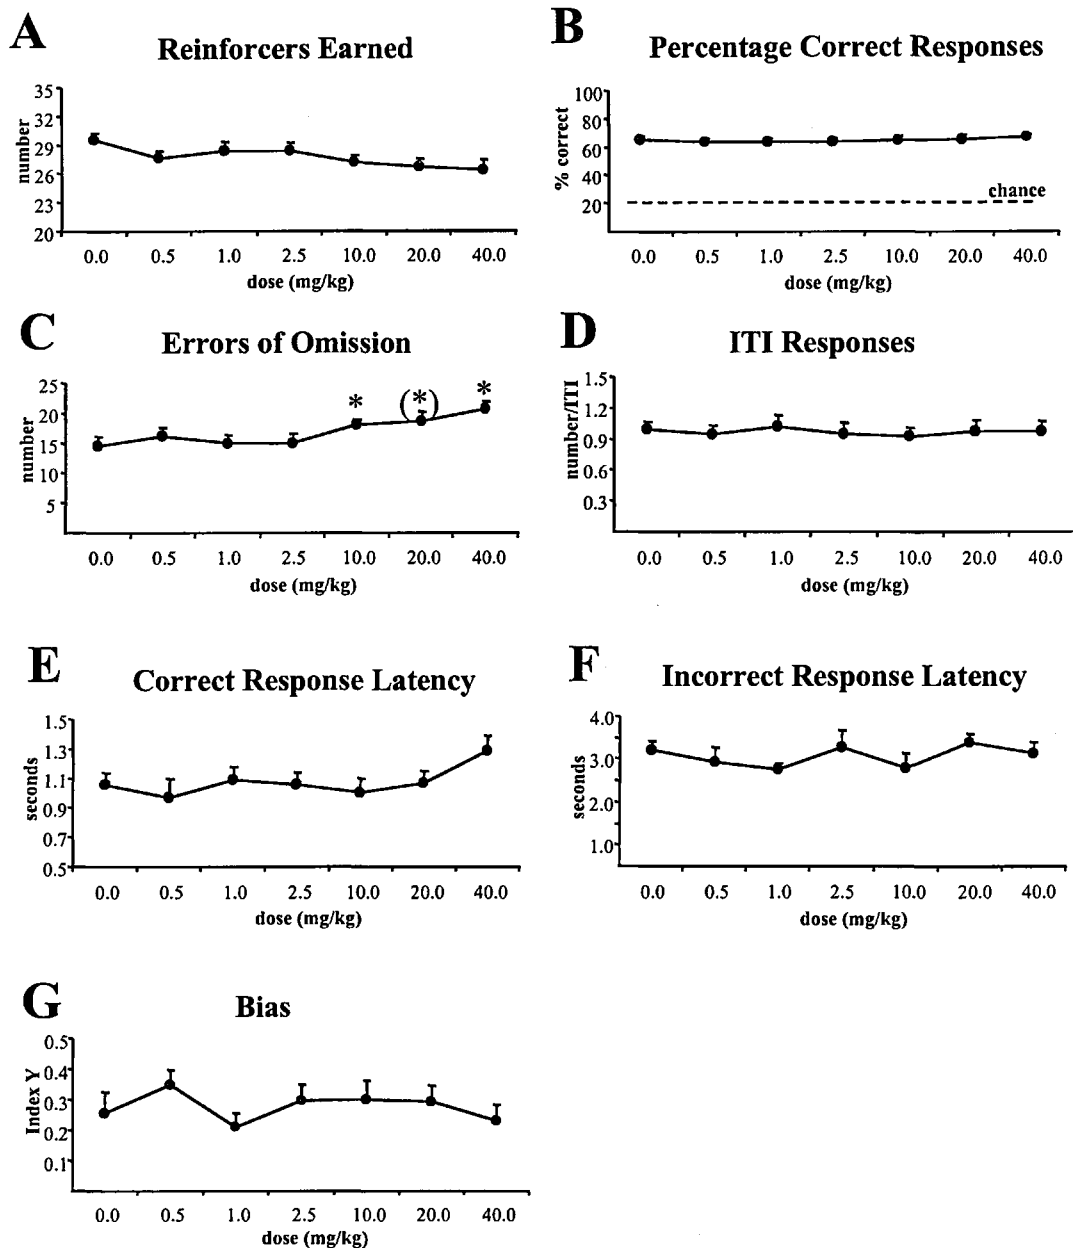 A
Reinforcers Earned
35
32
29
26
23
20
number
0.0 0.5 1.0 2.5 10.0 20.0 40.0
dose (mg/kg)
B
Percentage Correct Responses
100
80
60
40
20
% correct
chance
0.0 0.5 1.0 2.5 10.0 20.0 40.0
dose (mg/kg)
C
Errors of Omission
25
20
15
10
5
number
* (*) *
0.0 0.5 1.0 2.5 10.0 20.0 40.0
dose (mg/kg)
D
ITI Responses
1.5
1.2
0.9
0.6
0.3
number/ITI
0.0 0.5 1.0 2.5 10.0 20.0 40.0
dose (mg/kg)
E
Correct Response Latency
1.5
1.3
1.1
0.9
0.7
0.5
seconds
0.0 0.5 1.0 2.5 10.0 20.0 40.0
dose (mg/kg)
F
Incorrect Response Latency
4.0
3.0
2.0
1.0
seconds
0.0 0.5 1.0 2.5 10.0 20.0 40.0
dose (mg/kg)
G
Bias
0.5
0.4
0.3
0.2
0.1
Index Y
0.0 0.5 1.0 2.5 10.0 20.0 40.0
dose (mg/kg)